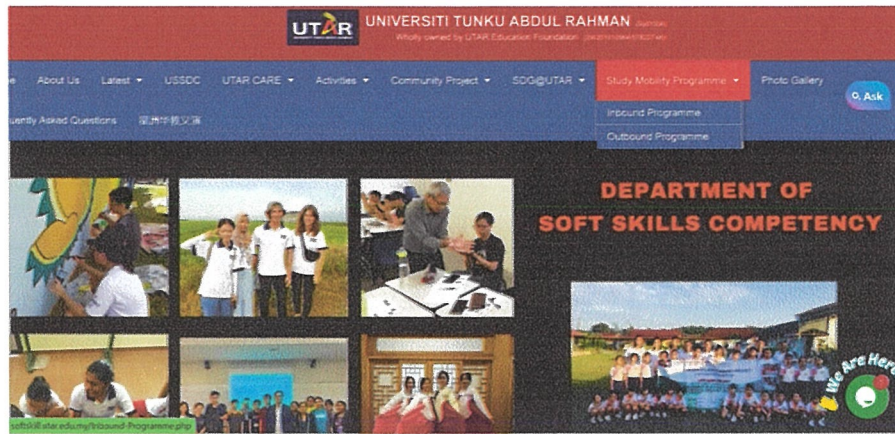 UTAR UNIVERSITI TUNKU ABDUL RAHMAN
Wholly owned by UTAR Education Foundation
About Us Latest USSDC UTAR CARE Activities Community Project SDG@UTAR Study Mobility Programme Photo Gallery
Ask
uently Asked Questions
Inbound Programme
Outbound Programme
DEPARTMENT OF
SOFT SKILLS COMPETENCY
We Are Here
softskill.utar.edu.my/Inbound-Programme.php